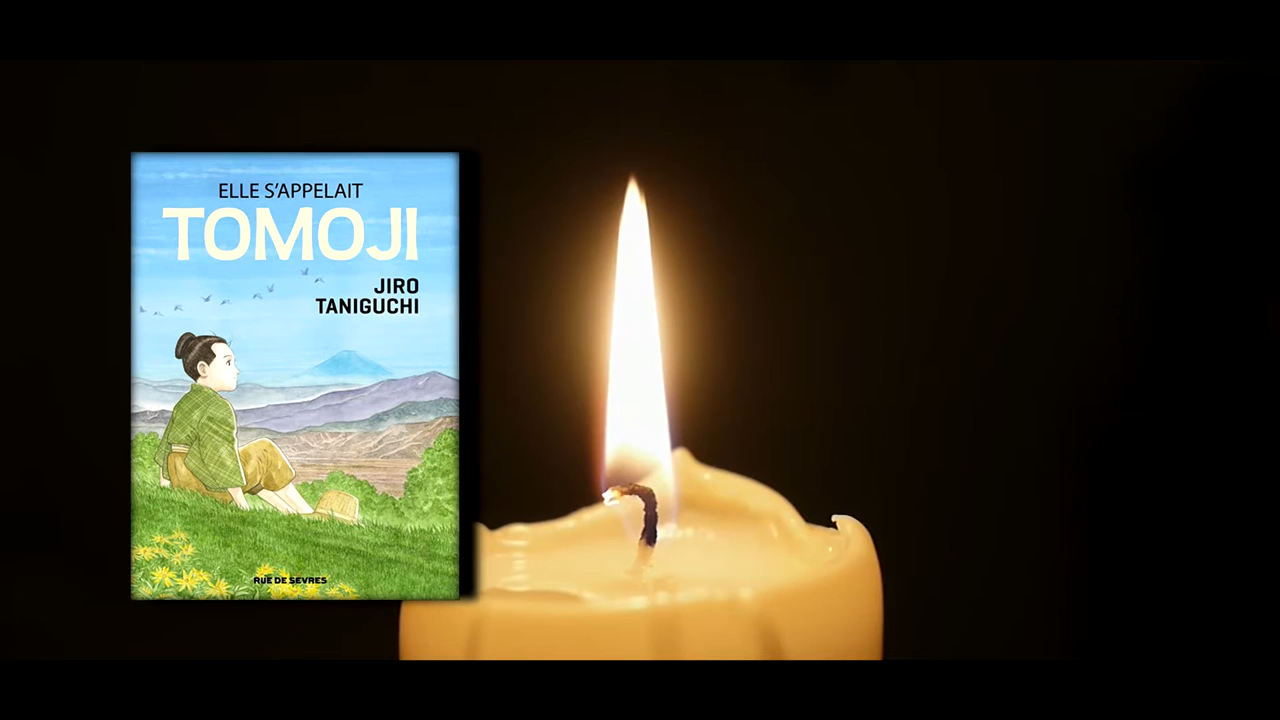 ELLE S'APPELAIT
TOMOJI
JIRO
TANIGUCHI
RUE DE SEVRES